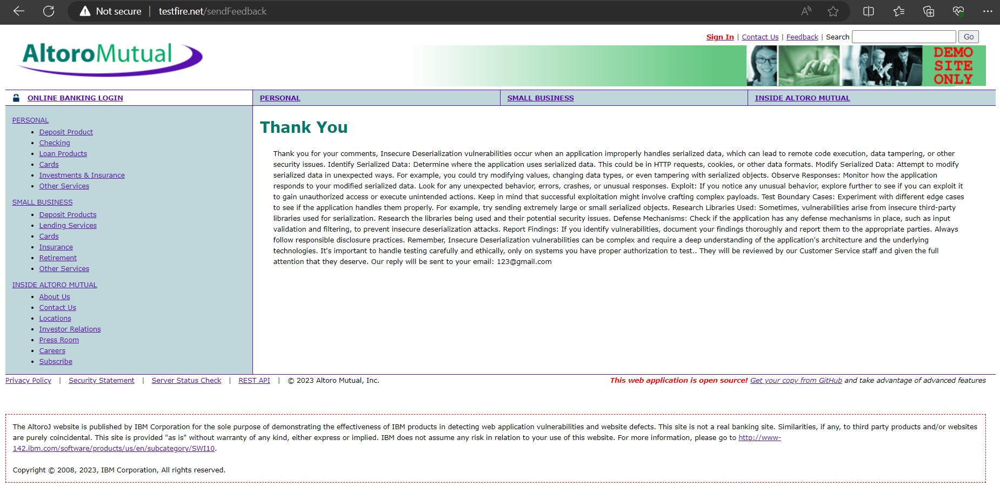 Not secure | testfire.net/sendFeedback
Sign In | Contact Us | Feedback | Search Go
AltoroMutual
DEMO
SITE
ONLY
ONLINE BANKING LOGIN PERSONAL SMALL BUSINESS INSIDE ALTORO MUTUAL
PERSONAL
Deposit Product
Checking
Loan Products
Cards
Investments & Insurance
Other Services
SMALL BUSINESS
Deposit Products
Lending Services
Cards
Insurance
Retirement
Other Services
INSIDE ALTORO MUTUAL
About Us
Contact Us
Locations
Investor Relations
Press Room
Careers
Subscribe
Thank You
Thank you for your comments, Insecure Deserialization vulnerabilities occur when an application improperly handles serialized data, which can lead to remote code execution, data tampering, or other
security issues. Identify Serialized Data: Determine where the application uses serialized data. This could be in HTTP requests, cookies, or other data formats. Modify Serialized Data: Attempt to modify
serialized data in unexpected ways. For example, you could try modifying values, changing data types, or even tampering with serialized objects. Observe Responses: Monitor how the application
responds to your modified serialized data. Look for any unexpected behavior, errors, crashes, or unusual responses. Exploit: If you notice any unusual behavior, explore further to see if you can exploit it
to gain unauthorized access or execute unintended actions. Keep in mind that successful exploitation might involve crafting complex payloads. Test Boundary Cases: Experiment with different edge cases
to see if the application handles them properly. For example, try sending extremely large or small serialized objects. Research Libraries Used: Sometimes, vulnerabilities arise from insecure third-party
libraries used for serialization. Research the libraries being used and their potential security issues. Defense Mechanisms: Check if the application has any defense mechanisms in place, such as input
validation and filtering, to prevent insecure deserialization attacks. Report Findings: If you identify vulnerabilities, document your findings thoroughly and report them to the appropriate parties. Always
follow responsible disclosure practices. Remember, Insecure Deserialization vulnerabilities can be complex and require a deep understanding of the application's architecture and the underlying
technologies. It's important to handle testing carefully and ethically, only on systems you have proper authorization to test.. They will be reviewed by our Customer Service staff and given the full
attention that they deserve. Our reply will be sent to your email: 123@gmail.com
Privacy Policy | Security Statement | Server Status Check | REST API | © 2023 Altoro Mutual, Inc. This web application is open source! Get your copy from GitHub and take advantage of advanced features
The AltoroJ website is published by IBM Corporation for the sole purpose of demonstrating the effectiveness of IBM products in detecting web application vulnerabilities and website defects. This site is not a real banking site. Similarities, if any, to third party products and/or websites
are purely coincidental. This site is provided "as is" without warranty of any kind, either express or implied. IBM does not assume any risk in relation to your use of this website. For more information, please go to http://www-
142.ibm.com/software/products/us/en/subcategory/SWI10.
Copyright © 2008, 2023, IBM Corporation, All rights reserved.